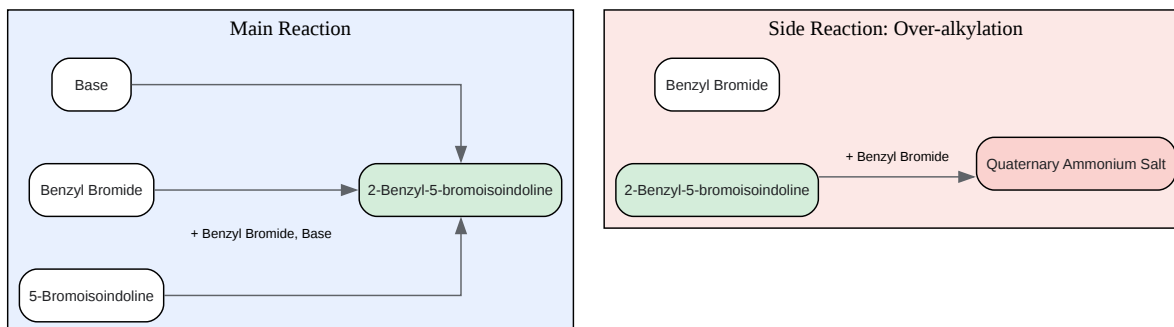 Main Reaction
Base
Benzyl Bromide
2-Benzyl-5-bromoisoindoline
+ Benzyl Bromide, Base
5-Bromoisoindoline
Side Reaction: Over-alkylation
Benzyl Bromide
+ Benzyl Bromide
Quaternary Ammonium Salt
2-Benzyl-5-bromoisoindoline